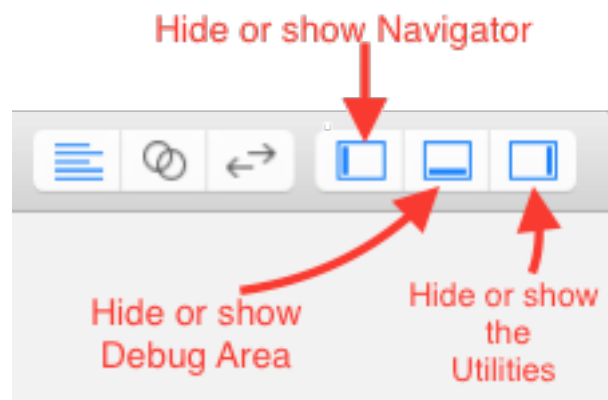 Hide or show Navigator
Hide or show
Debug Area
Hide or show
the
Utilities